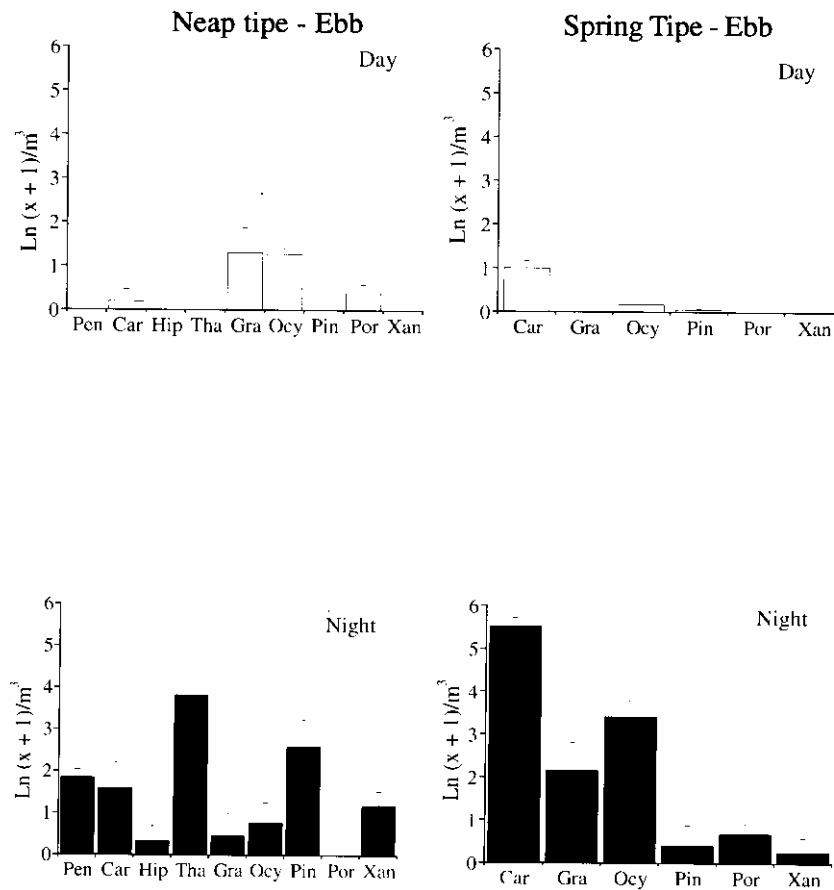 Neap tipe - Ebb
Day
Ln (x + 1)/m³
6
5
4
3
2
1
0
Pen Car Hip Tha Gra Ocy Pin Por Xan
Spring Tipe - Ebb
Day
Ln (x + 1)/m³
6
5
4
3
2
1
0
Car Gra Ocy Pin Por Xan
Night
Ln (x + 1)/m³
6
5
4
3
2
1
0
Pen Car Hip Tha Gra Ocy Pin Por Xan
Night
Ln (x + 1)/m³
6
5
4
3
2
1
0
Car Gra Ocy Pin Por Xan